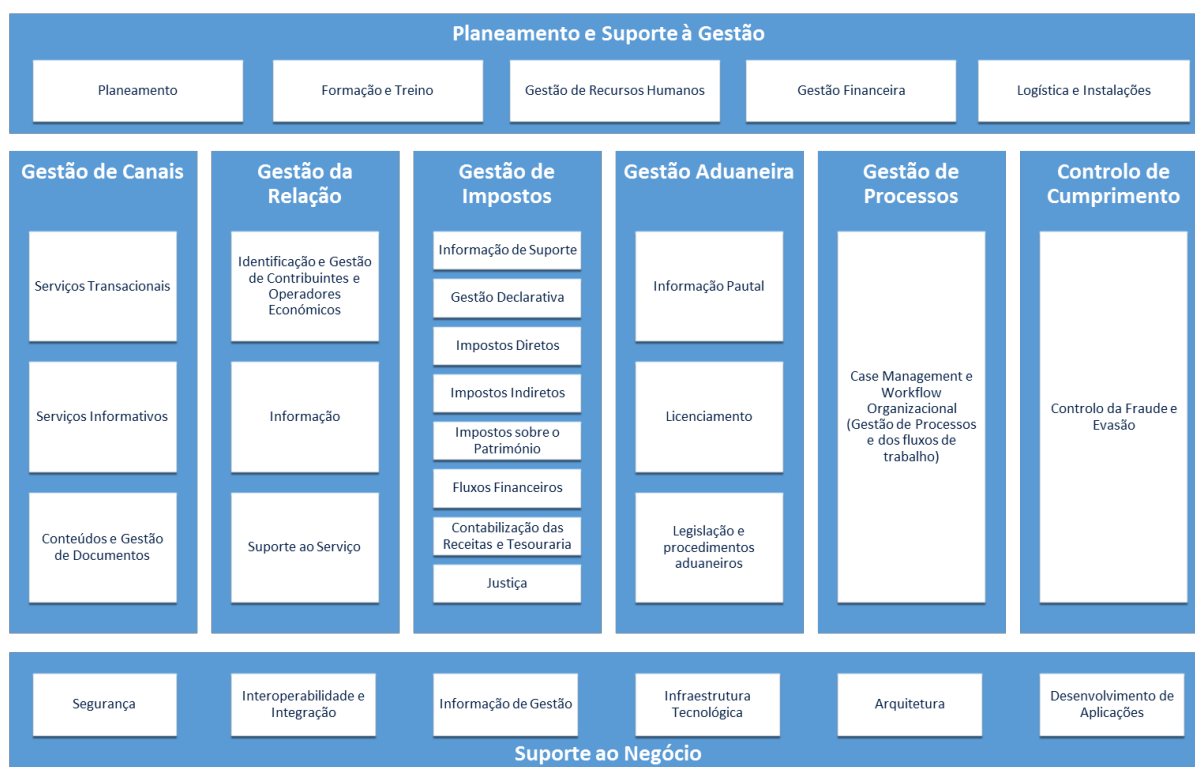 Planeamento e Suporte à Gestão
Planeamento
Formação e Treino
Gestão de Recursos Humanos
Gestão Financeira
Logística e Instalações
Gestão de Canais
Serviços Transacionais
Serviços Informativos
Conteúdos e Gestão
de Documentos
Gestão da
Relação
Identificação e Gestão
de Contribuintes e
Operadores
Económicos
Informação
Suporte ao Serviço
Gestão de
Impostos
Informação de Suporte
Gestão Declarativa
Impostos Diretos
Impostos Indiretos
Impostos sobre o
Património
Fluxos Financeiros
Contabilização das
Receitas e Tesouraria
Justiça
Gestão Aduaneira
Informação Pautal
Licenciamento
Legislação e
procedimentos
aduaneiros
Gestão de
Processos
Case Management e
Workflow
Organizacional
(Gestão de Processos
e dos fluxos de
trabalho)
Controlo de
Cumprimento
Controlo da Fraude e
Evasão
Segurança
Interoperabilidade e
Integração
Informação de Gestão
Infraestrutura
Tecnológica
Arquitetura
Desenvolvimento de
Aplicações
Suporte ao Negócio